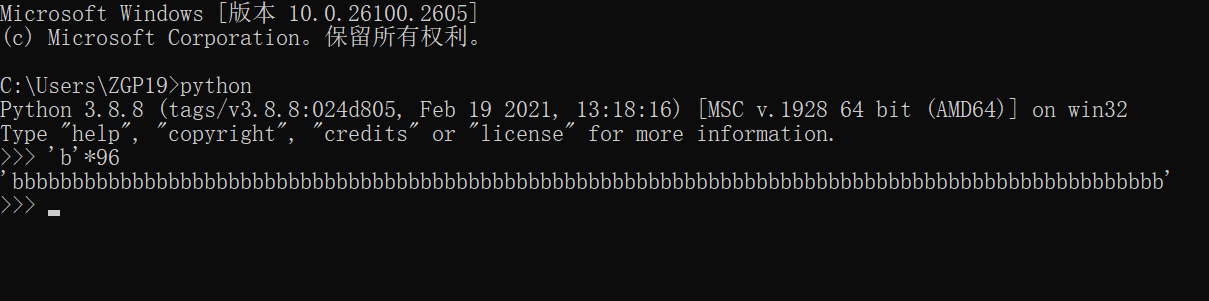 Microsoft Windows [版本 10.0.26100.2605]
(c) Microsoft Corporation。保留所有权利。
C:\Users\ZGP19>python
Python 3.8.8 (tags/v3.8.8:024d805, Feb 19 2021, 13:18:16) [MSC v.1928 64 bit (AMD64)] on win32
Type "help", "copyright", "credits" or "license" for more information.
>>> 'b'*96
'bbbbbbbbbbbbbbbbbbbbbbbbbbbbbbbbbbbbbbbbbbbbbbbbbbbbbbbbbbbbbbbbbbbbbbbbbbbbbbbbbbbbbbbbbbbbbbbb'
>>>